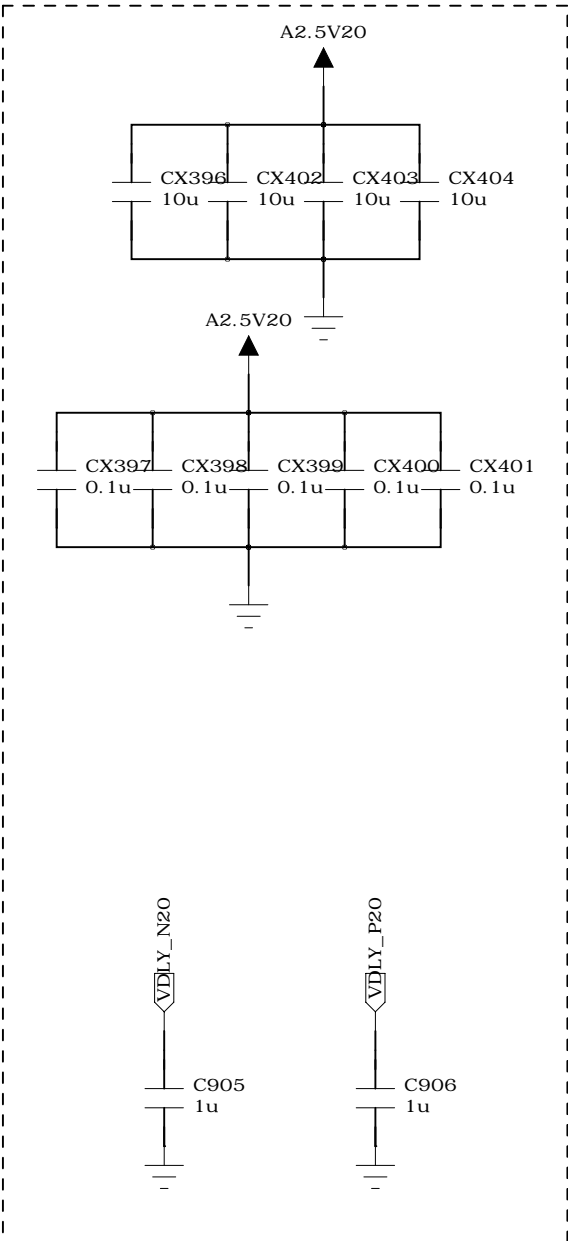 A2.5V20
CX396 CX402 CX403 CX404
10u 10u 10u 10u
A2.5V20
CX397 CX398 CX399 CX400 CX401
0.1u 0.1u 0.1u 0.1u 0.1u
VDLY_N20 VDLY_P20
C905 C906
1u 1u